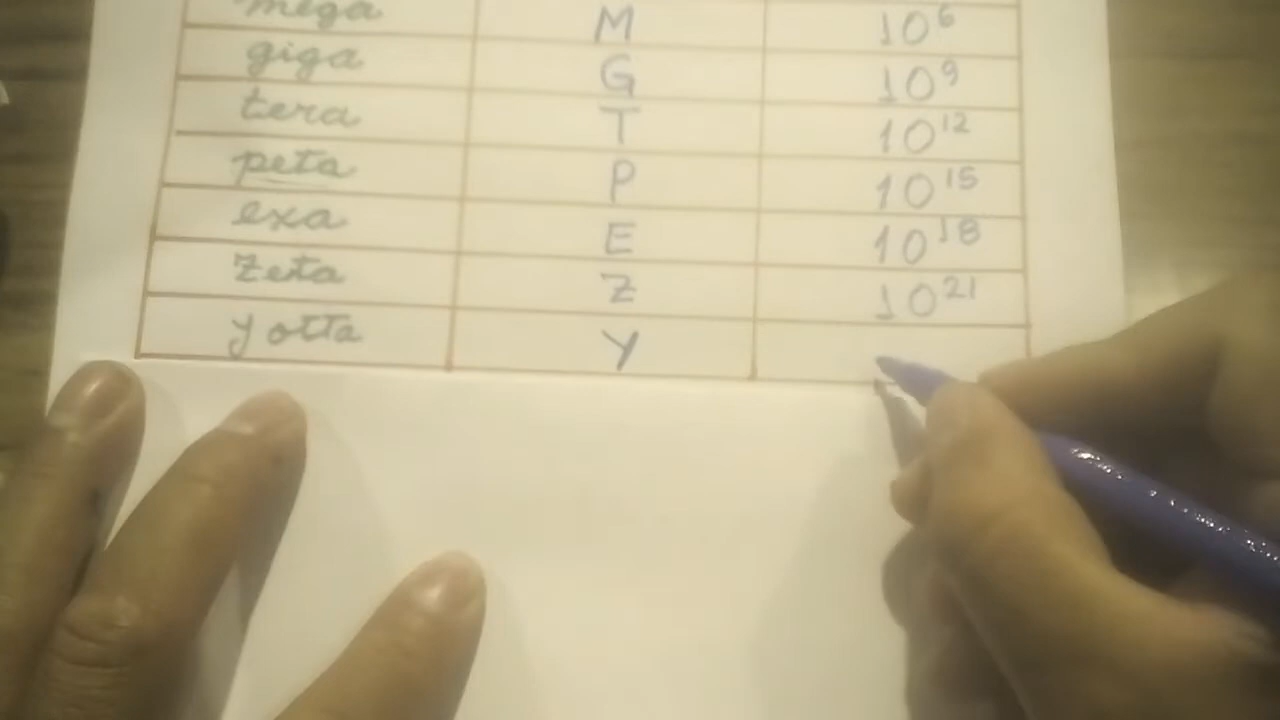 mega M 10⁶
giga G 10⁹
tera T 10¹²
peta P 10¹⁵
exa E 10¹⁸
zeta Z 10²¹
yotta Y